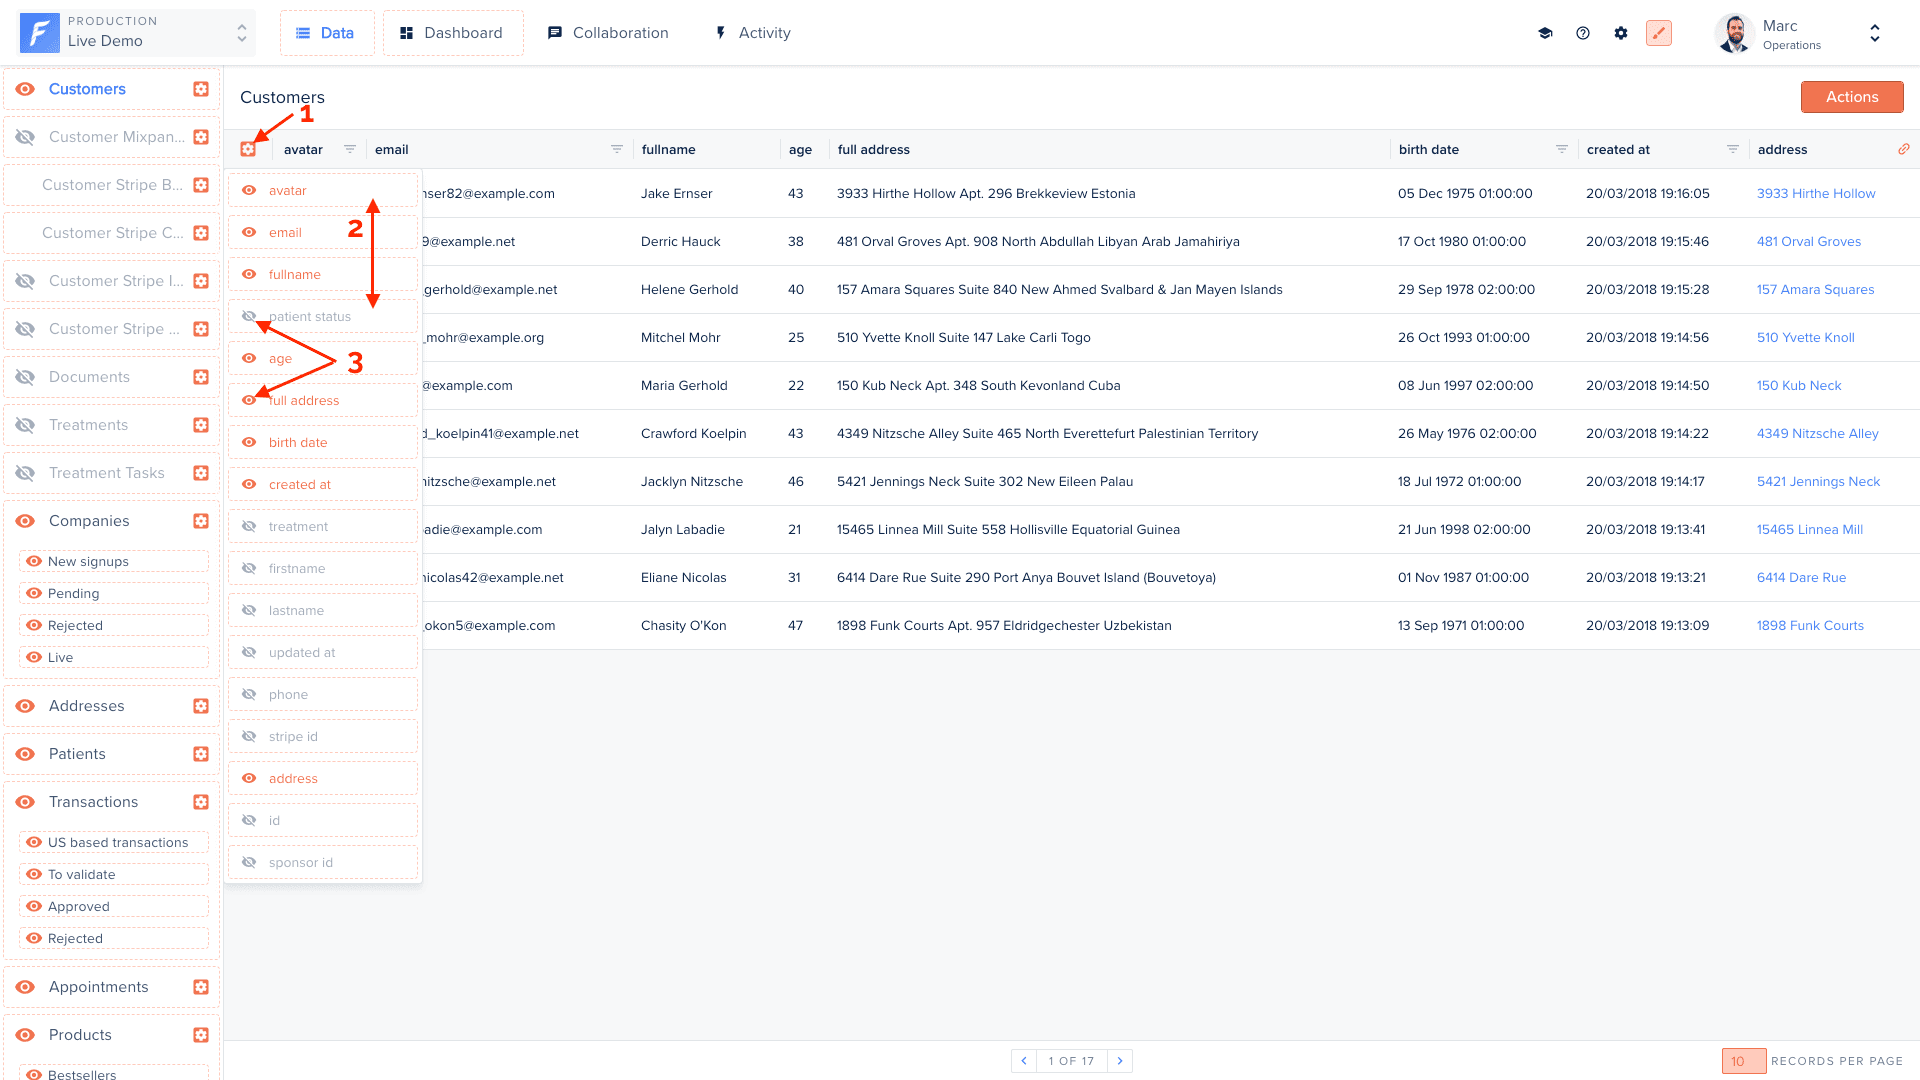 PRODUCTION
Live Demo
Data
Dashboard
Collaboration
Activity
Marc
Operations
Customers
Customer Mixpan...
Customer Stripe B...
Customer Stripe C...
Customer Stripe I...
Customer Stripe ...
Documents
Treatments
Treatment Tasks
Companies
New signups
Pending
Rejected
Live
Addresses
Patients
Transactions
US based transactions
To validate
Approved
Rejected
Appointments
Products
Bestsellers
Customers
Actions
1
avatar email fullname age full address birth date created at address
avatar
email
fullname
patient status
age
full address
birth date
created at
treatment
firstname
lastname
updated at
phone
stripe id
address
id
sponsor id
2
3
nser82@example.com Jake Ernser 43 3933 Hirthe Hollow Apt. 296 Brekkeview Estonia 05 Dec 1975 01:00:00 20/03/2018 19:16:05 3933 Hirthe Hollow
9@example.net Derric Hauck 38 481 Orval Groves Apt. 908 North Abdullah Libyan Arab Jamahiriya 17 Oct 1980 01:00:00 20/03/2018 19:15:46 481 Orval Groves
_gerhold@example.net Helene Gerhold 40 157 Amara Squares Suite 840 New Ahmed Svalbard & Jan Mayen Islands 29 Sep 1978 02:00:00 20/03/2018 19:15:28 157 Amara Squares
_mohr@example.org Mitchel Mohr 25 510 Yvette Knoll Suite 147 Lake Carli Togo 26 Oct 1993 01:00:00 20/03/2018 19:14:56 510 Yvette Knoll
@example.com Maria Gerhold 22 150 Kub Neck Apt. 348 South Kevonland Cuba 08 Jun 1997 02:00:00 20/03/2018 19:14:50 150 Kub Neck
d_koelpin41@example.net Crawford Koelpin 43 4349 Nitzsche Alley Suite 465 North Everettefurt Palestinian Territory 26 May 1976 02:00:00 20/03/2018 19:14:22 4349 Nitzsche Alley
nitzsche@example.net Jacklyn Nitzsche 46 5421 Jennings Neck Suite 302 New Eileen Palau 18 Jul 1972 01:00:00 20/03/2018 19:14:17 5421 Jennings Neck
adie@example.com Jalyn Labadie 21 15465 Linnea Mill Suite 558 Hollisville Equatorial Guinea 21 Jun 1998 02:00:00 20/03/2018 19:13:41 15465 Linnea Mill
nicolas42@example.net Eliane Nicolas 31 6414 Dare Rue Suite 290 Port Anya Bouvet Island (Bouvetoya) 01 Nov 1987 01:00:00 20/03/2018 19:13:21 6414 Dare Rue
_okon5@example.com Chasity O'Kon 47 1898 Funk Courts Apt. 957 Eldridgechester Uzbekistan 13 Sep 1971 01:00:00 20/03/2018 19:13:09 1898 Funk Courts
1 OF 17
10 RECORDS PER PAGE